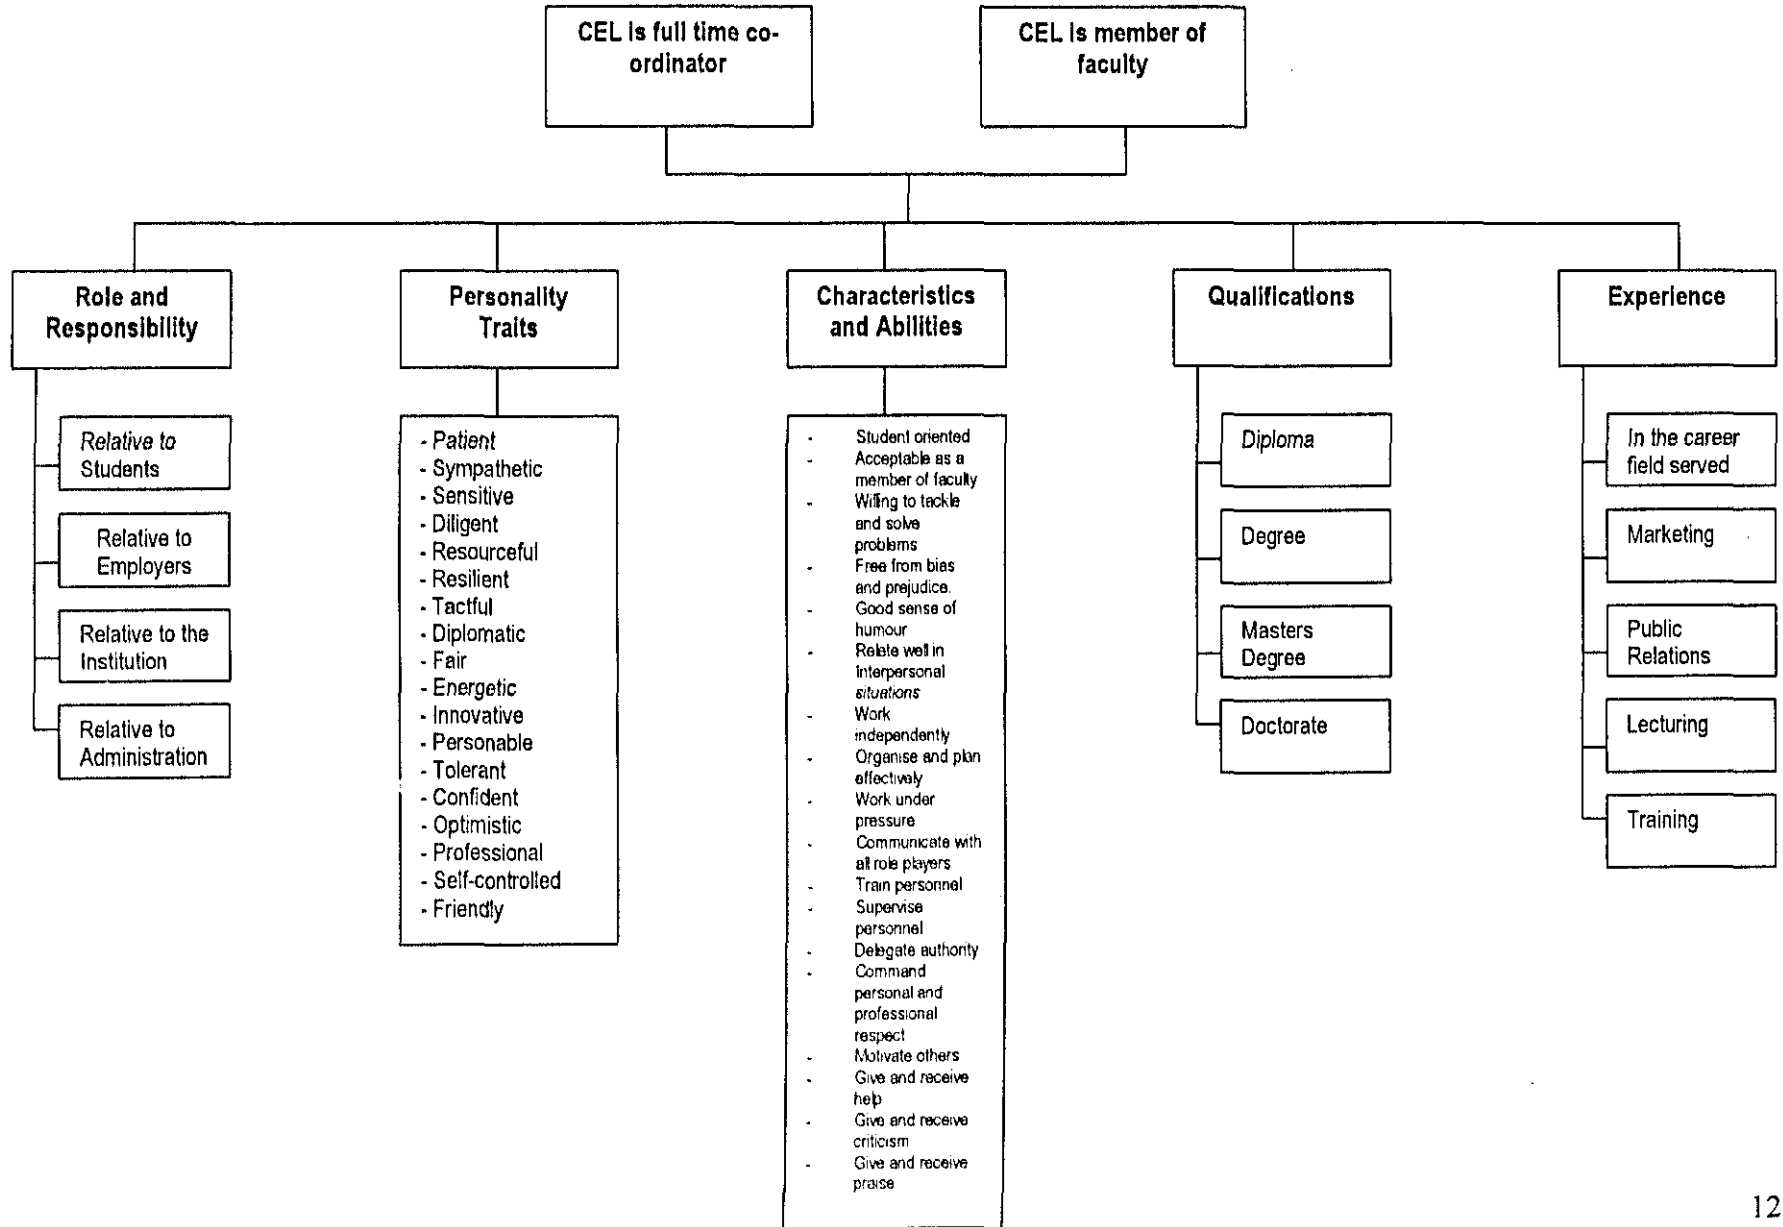 CEL is full time co-
ordinator
CEL is member of
faculty
Role and
Responsibility
Relative to
Students
Relative to
Employers
Relative to the
Institution
Relative to
Administration
Personality
Traits
- Patient
- Sympathetic
- Sensitive
- Diligent
- Resourceful
- Resilient
- Tactful
- Diplomatic
- Fair
- Energetic
- Innovative
- Personable
- Tolerant
- Confident
- Optimistic
- Professional
- Self-controlled
- Friendly
Characteristics
and Abilities
- Student oriented
- Acceptable as a
member of faculty
- Willing to tackle
and solve
problems
- Free from bias
and prejudice.
- Good sense of
humour
- Relate well in
interpersonal
situations
- Work
independently
- Organise and plan
effectively
- Work under
pressure
- Communicate with
all role players
- Train personnel
- Supervise
personnel
- Delegate authority
- Command
personal and
professional
respect
- Motivate others
- Give and receive
help
- Give and receive
criticism
- Give and receive
praise
Qualifications
Diploma
Degree
Masters
Degree
Doctorate
Experience
In the career
field served
Marketing
Public
Relations
Lecturing
Training
12